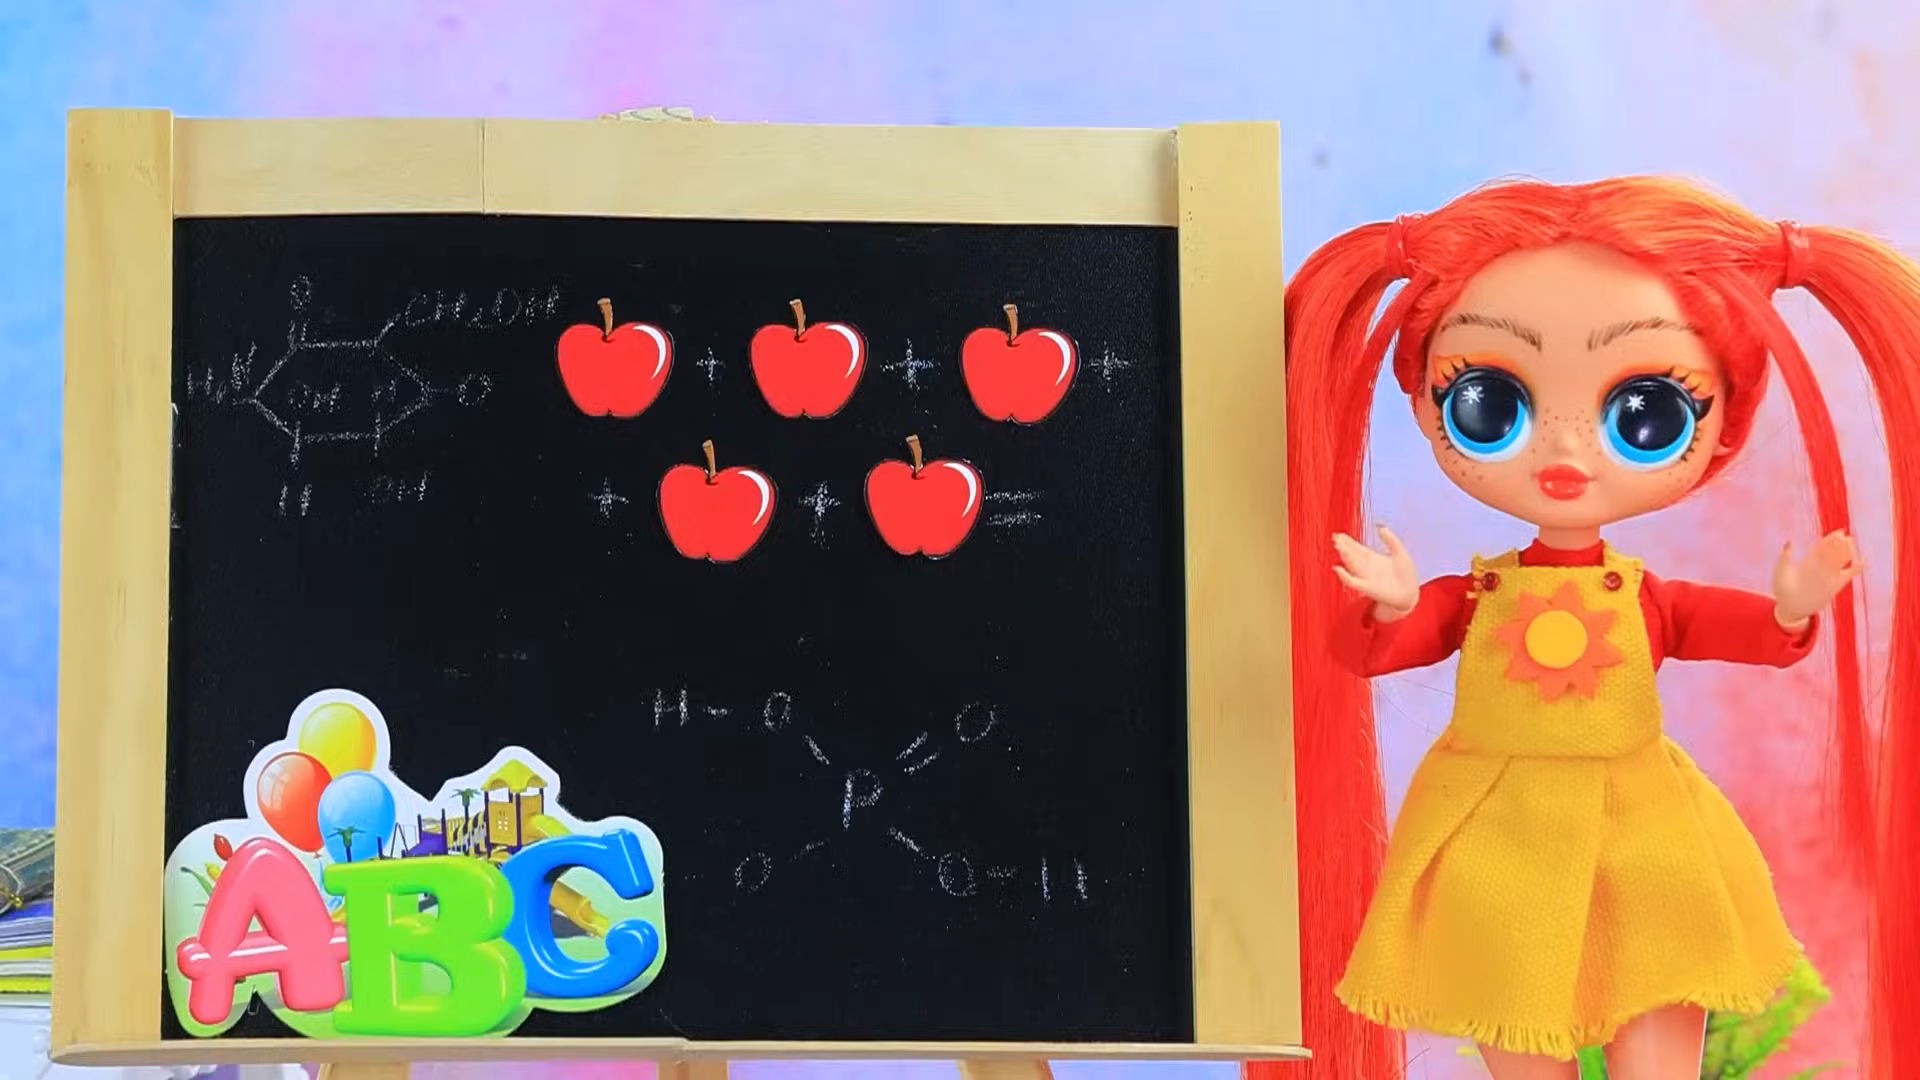 O
CH₂OH
H₂N OH H O
+ + +
H OH
+ + =
H - O O
P
O O - H
ABC